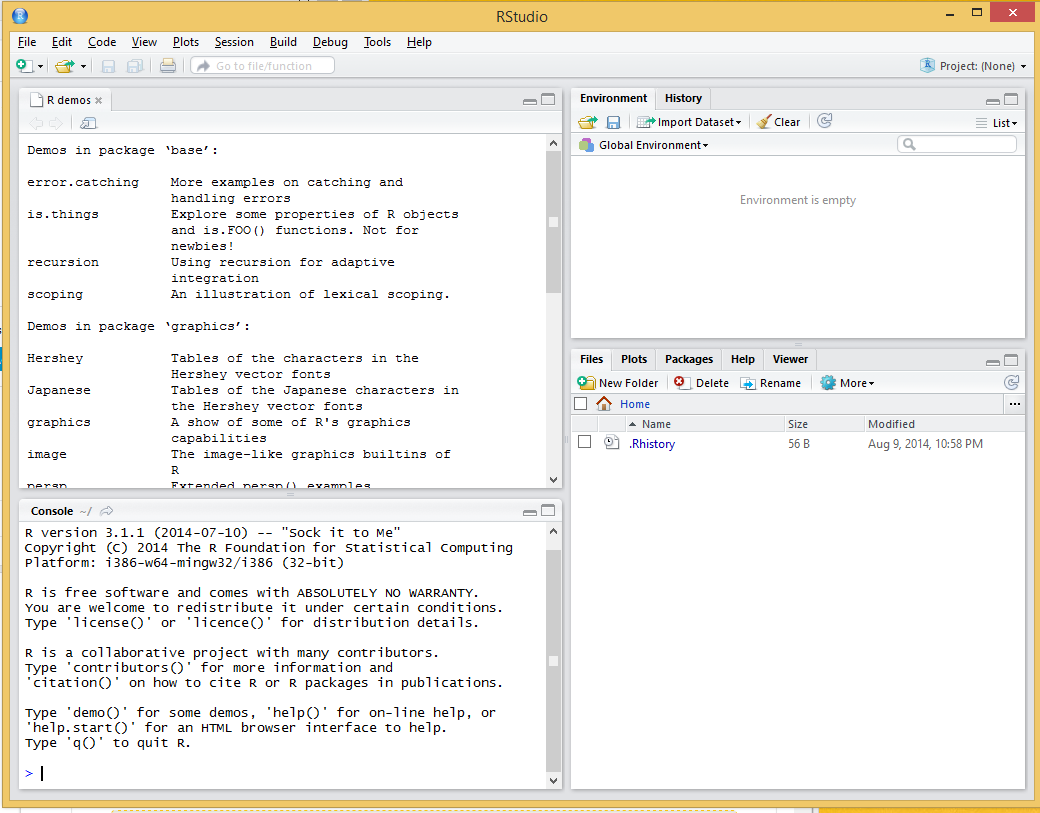 RStudio
File Edit Code View Plots Session Build Debug Tools Help
Go to file/function
Project: (None)
R demos
Demos in package ‘base’:
error.catching More examples on catching and
handling errors
is.things Explore some properties of R objects
and is.FOO() functions. Not for
newbies!
recursion Using recursion for adaptive
integration
scoping An illustration of lexical scoping.
Demos in package ‘graphics’:
Hershey Tables of the characters in the
Hershey vector fonts
Japanese Tables of the Japanese characters in
the Hershey vector fonts
graphics A show of some of R's graphics
capabilities
image The image-like graphics builtins of
R
persp Extended persp() examples
Console ~/
R version 3.1.1 (2014-07-10) -- "Sock it to Me"
Copyright (C) 2014 The R Foundation for Statistical Computing
Platform: i386-w64-mingw32/i386 (32-bit)
R is free software and comes with ABSOLUTELY NO WARRANTY.
You are welcome to redistribute it under certain conditions.
Type 'license()' or 'licence()' for distribution details.
R is a collaborative project with many contributors.
Type 'contributors()' for more information and
'citation()' on how to cite R or R packages in publications.
Type 'demo()' for some demos, 'help()' for on-line help, or
'help.start()' for an HTML browser interface to help.
Type 'q()' to quit R.
>
Environment History
Import Dataset Clear List
Global Environment
Environment is empty
Files Plots Packages Help Viewer
New Folder Delete Rename More
Home ...
Name Size Modified
.Rhistory 56 B Aug 9, 2014, 10:58 PM